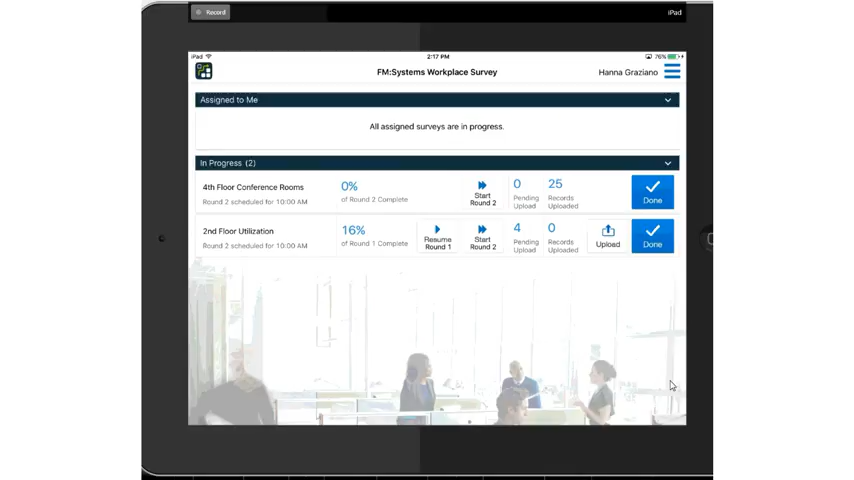 Record
iPad
iPad 2:17 PM 76%
FM:Systems Workplace Survey Hanna Graziano
Assigned to Me
All assigned surveys are in progress.
In Progress (2)
4th Floor Conference Rooms
Round 2 scheduled for 10:00 AM
0%
of Round 2 Complete
Start
Round 2
0
Pending
Upload
25
Records
Uploaded
Done
2nd Floor Utilization
Round 2 scheduled for 10:00 AM
16%
of Round 1 Complete
Resume
Round 1
Start
Round 2
4
Pending
Upload
0
Records
Uploaded
Upload
Done